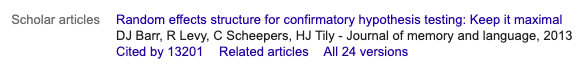 Scholar articles Random effects structure for confirmatory hypothesis testing: Keep it maximal
DJ Barr, R Levy, C Scheepers, HJ Tily - Journal of memory and language, 2013
Cited by 13201 Related articles All 24 versions